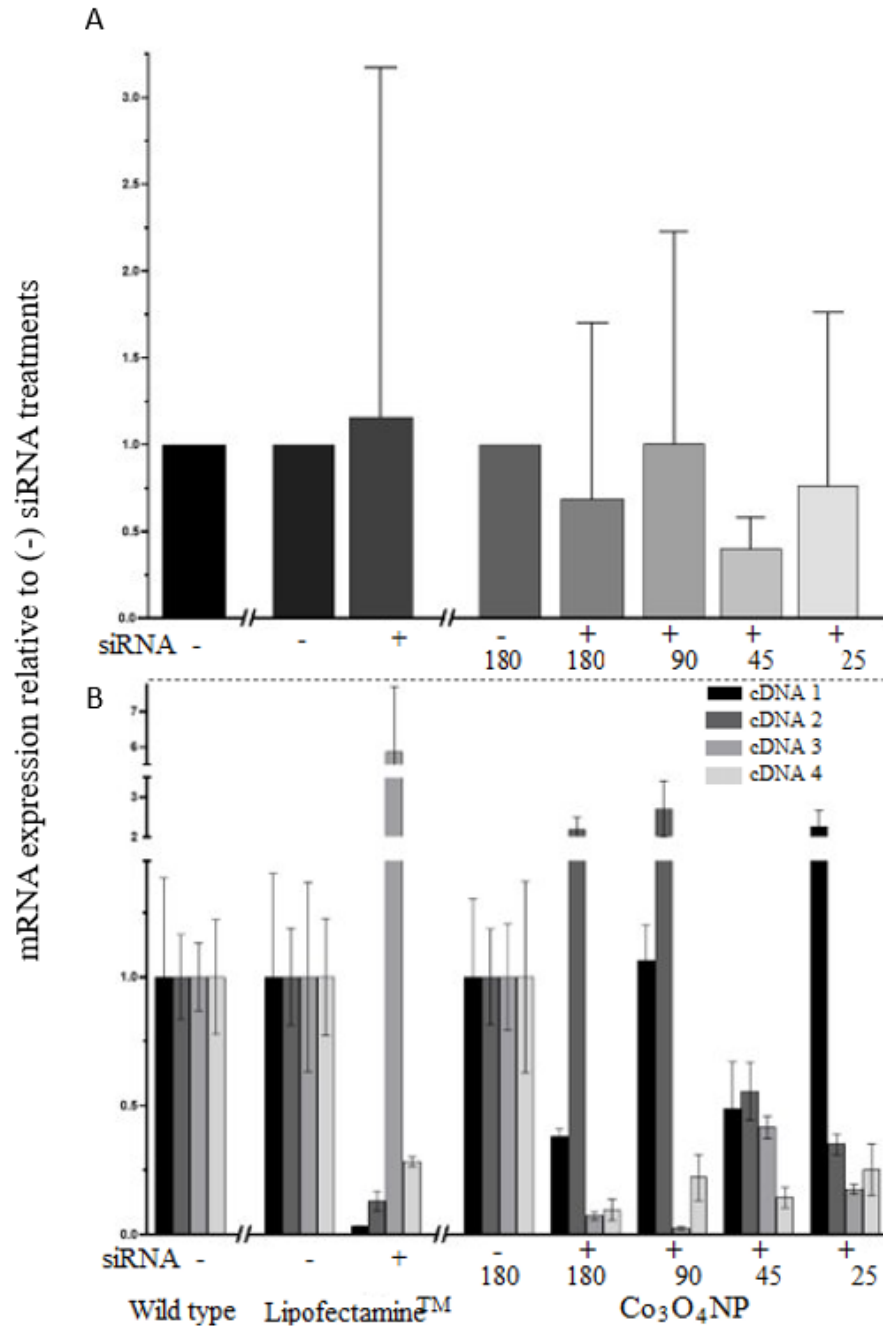 A
mRNA expression relative to (-) siRNA treatments
3.0
2.5
2.0
1.5
1.0
0.5
0.0
siRNA - - + - + + + +
180 180 90 45 25
B
cDNA 1
cDNA 2
cDNA 3
cDNA 4
7
6
3
2
1.0
0.5
0.0
siRNA - - + - + + + +
180 180 90 45 25
Wild type Lipofectamine™ Co₃O₄NP